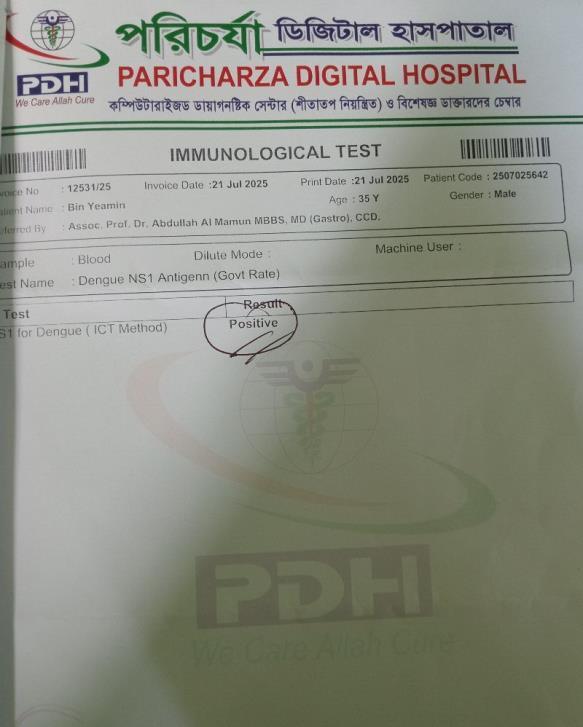 পরিচর্যা ডিজিটাল হাসপাতাল
PDH
We Care Allah Cure
PARICHARZA DIGITAL HOSPITAL
কম্পিউটারাইজড ডায়াগনষ্টিক সেন্টার (শীতাতপ নিয়ন্ত্রিত) ও বিশেষজ্ঞ ডাক্তারদের চেম্বার
IMMUNOLOGICAL TEST
voice No : 12531/25 Invoice Date :21 Jul 2025 Print Date :21 Jul 2025 Patient Code : 2507025642
tient Name : Bin Yeamin Age : 35 Y Gender : Male
eferred By : Assoc. Prof. Dr. Abdullah Al Mamun MBBS, MD (Gastro), CCD.
ample : Blood Dilute Mode : Machine User :
est Name : Dengue NS1 Antigenn (Govt Rate)
Test Result
S1 for Dengue ( ICT Method) Positive
PDH
We Care Allah Cure